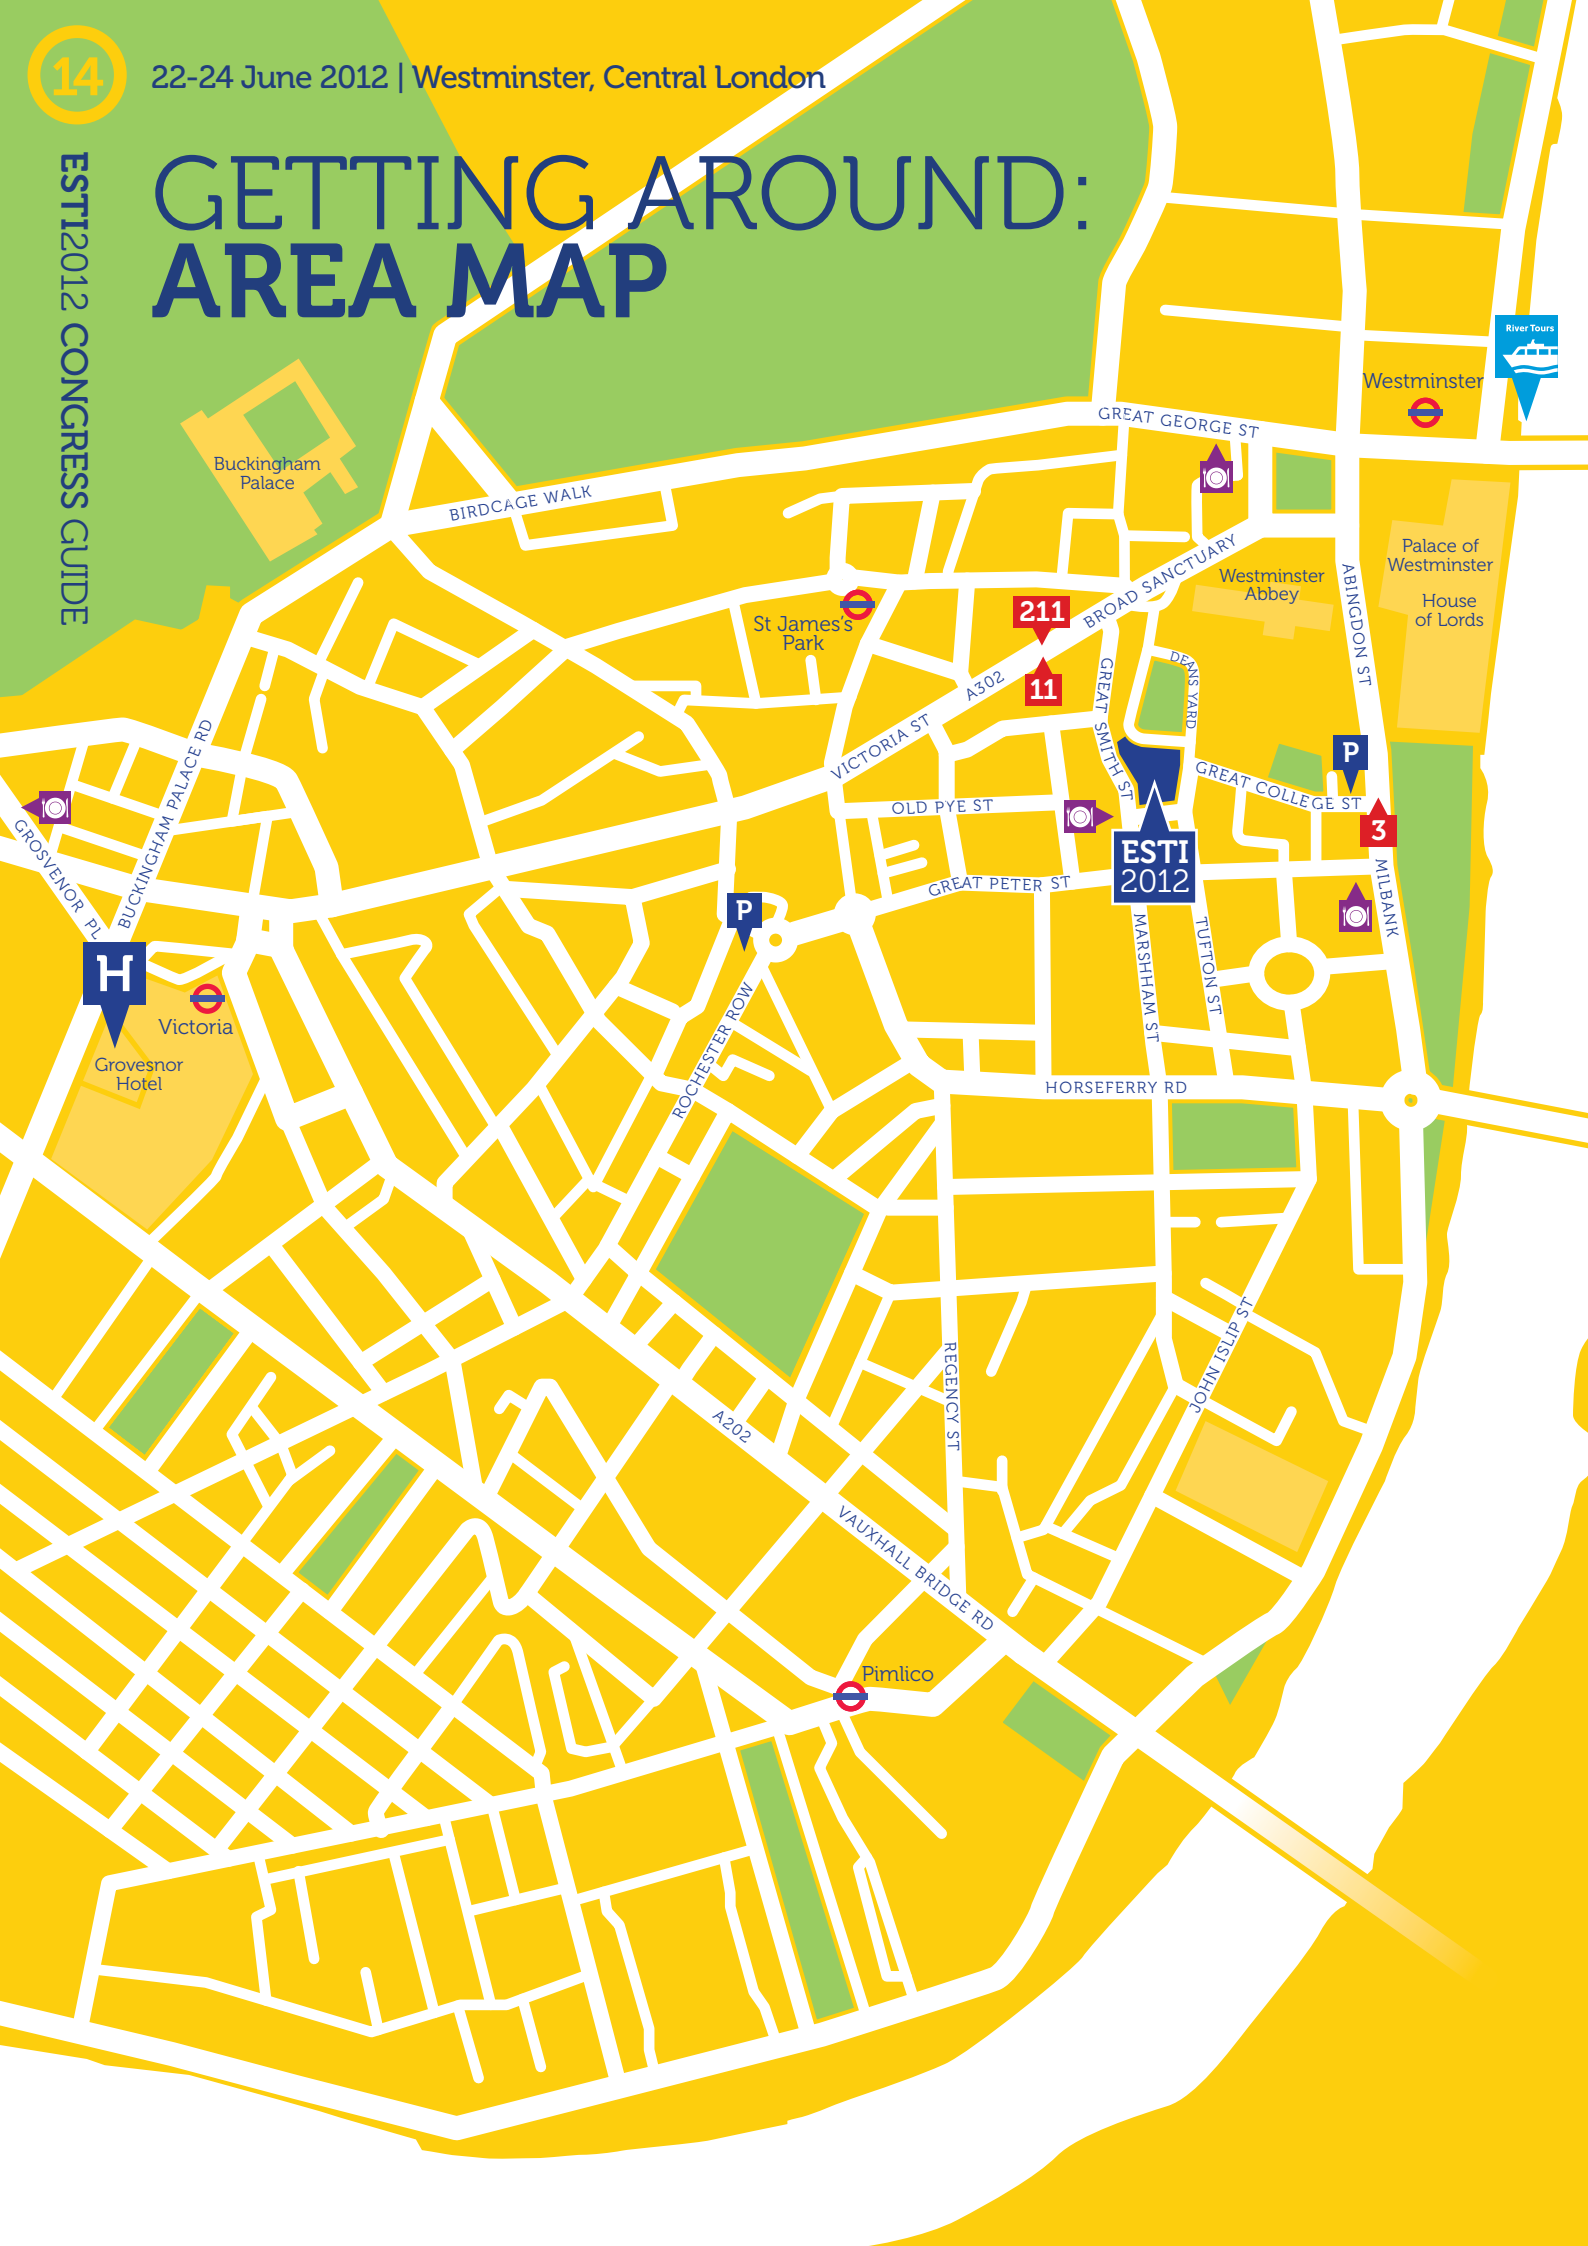 14
22-24 June 2012 | Westminster, Central London
GETTING AROUND:
AREA MAP
ESTI2012 CONGRESS GUIDE
River Tours
Westminster
GREAT GEORGE ST
Buckingham
Palace
BIRDCAGE WALK
BROAD SANCTUARY
Westminster
Abbey
Palace of
Westminster
House
of Lords
ABINGDON ST
St James's
Park
211
11
A302
VICTORIA ST
GREAT SMITH ST
DEANS YARD
GREAT COLLEGE ST
P
3
OLD PYE ST
ESTI
2012
GREAT PETER ST
MILBANK
BUCKINGHAM PALACE RD
GROSVENOR PL
H
Victoria
Grovesnor
Hotel
P
ROCHESTER ROW
MARSHHAM ST
TUFTON ST
HORSEFERRY RD
REGENCY ST
JOHN ISLIP ST
A202
VAUXHALL BRIDGE RD
Pimlico